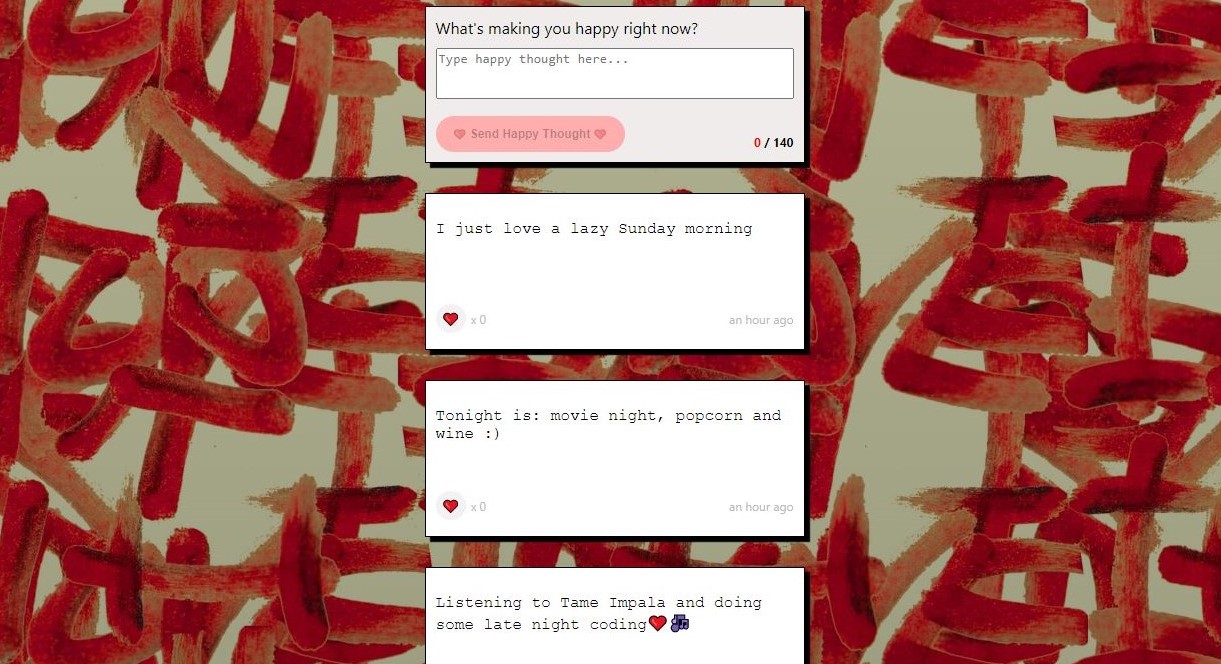 What's making you happy right now?
Type happy thought here...
❤ Send Happy Thought ❤
0 / 140
I just love a lazy Sunday morning
x 0
an hour ago
Tonight is: movie night, popcorn and
wine :)
x 0
an hour ago
Listening to Tame Impala and doing
some late night coding❤️🎶